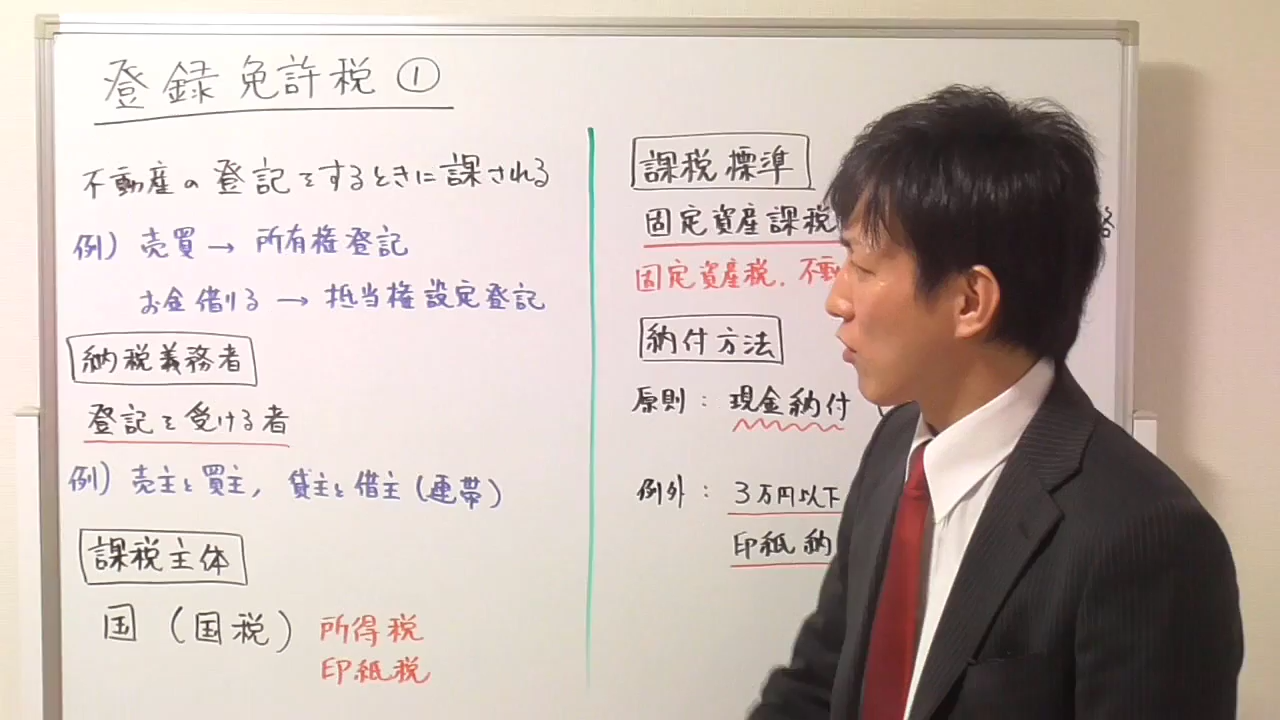 登録免許税 ①
不動産の登記をするときに課される
例) 売買 → 所有権登記
お金借りる → 抵当権設定登記
納税義務者
登記を受ける者
例) 売主と買主, 貸主と借主(連帯)
課税主体
国 (国税) 所得税
印紙税
課税標準
固定資産課税
固定資産税. 不動
納付方法
原則: 現金納付 (
例外: 3万円以下
印紙納